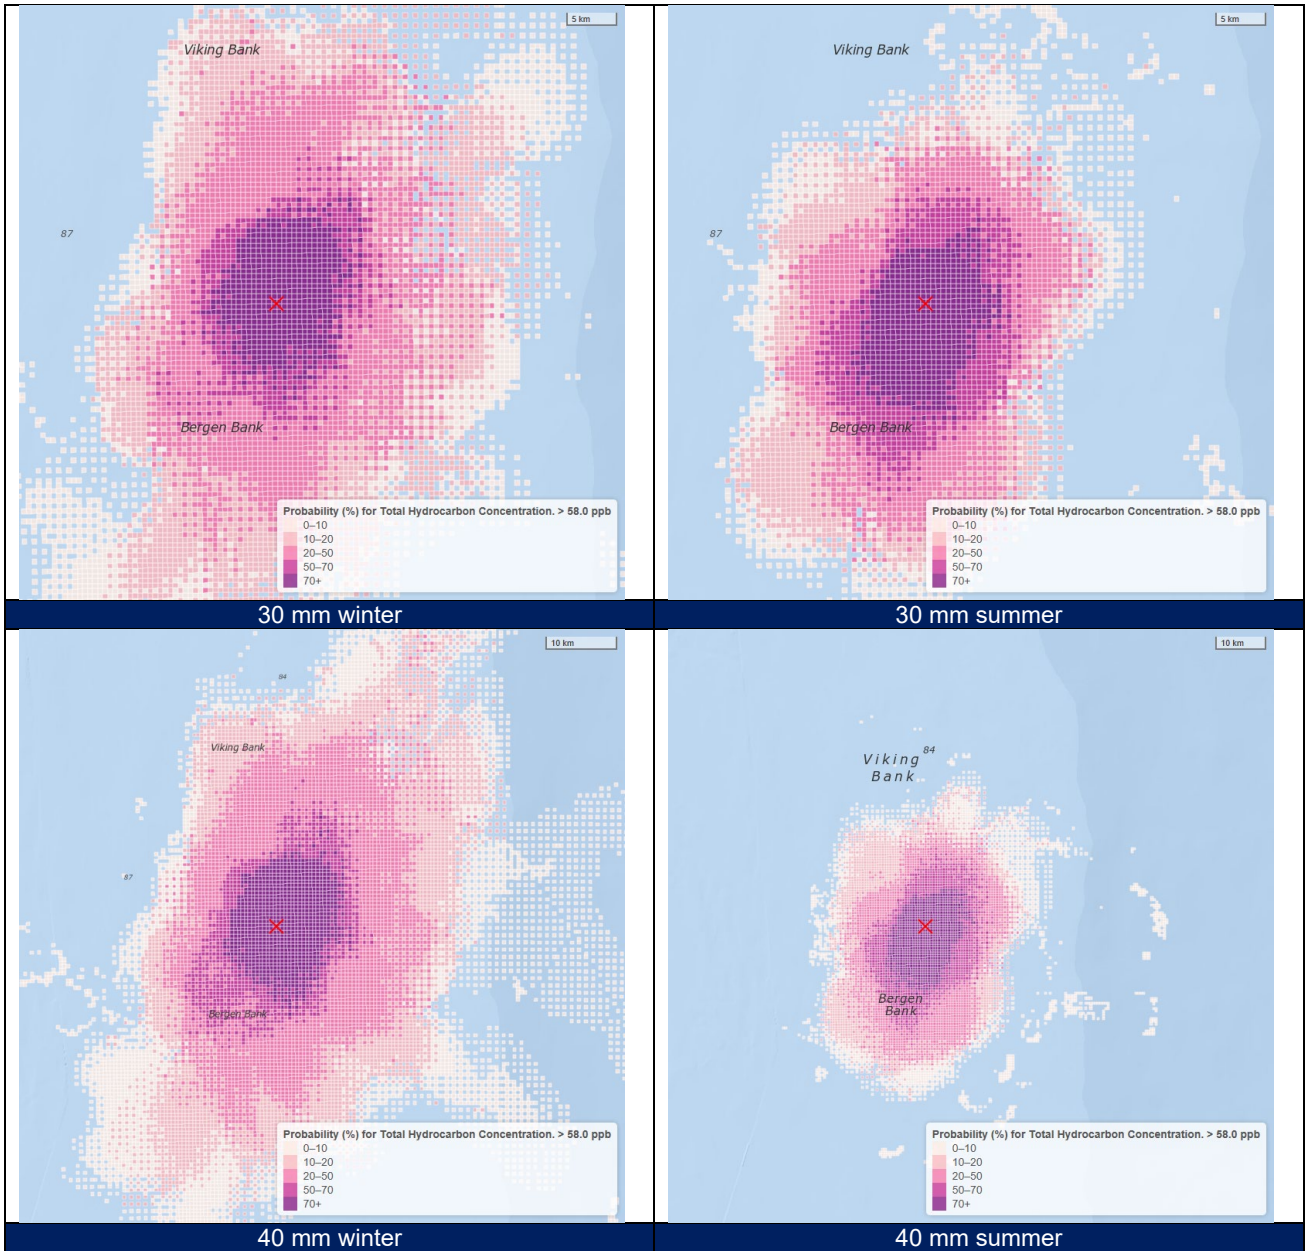 5 km
Viking Bank
87
Bergen Bank
Probability (%) for Total Hydrocarbon Concentration. > 58.0 ppb
0–10
10–20
20–50
50–70
70+
30 mm winter
5 km
Viking Bank
87
Bergen Bank
Probability (%) for Total Hydrocarbon Concentration. > 58.0 ppb
0–10
10–20
20–50
50–70
70+
30 mm summer
10 km
84
Viking Bank
87
Bergen Bank
Probability (%) for Total Hydrocarbon Concentration. > 58.0 ppb
0–10
10–20
20–50
50–70
70+
40 mm winter
10 km
84
Viking
Bank
Bergen
Bank
Probability (%) for Total Hydrocarbon Concentration. > 58.0 ppb
0–10
10–20
20–50
50–70
70+
40 mm summer